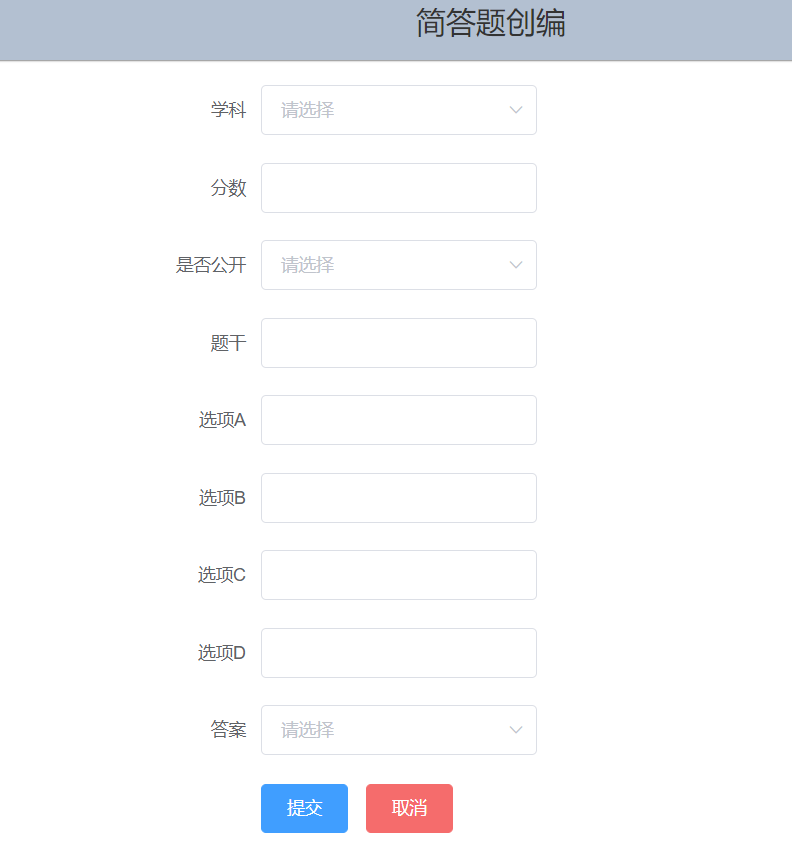 简答题创编
学科 请选择
分数
是否公开 请选择
题干
选项A
选项B
选项C
选项D
答案 请选择
提交 取消